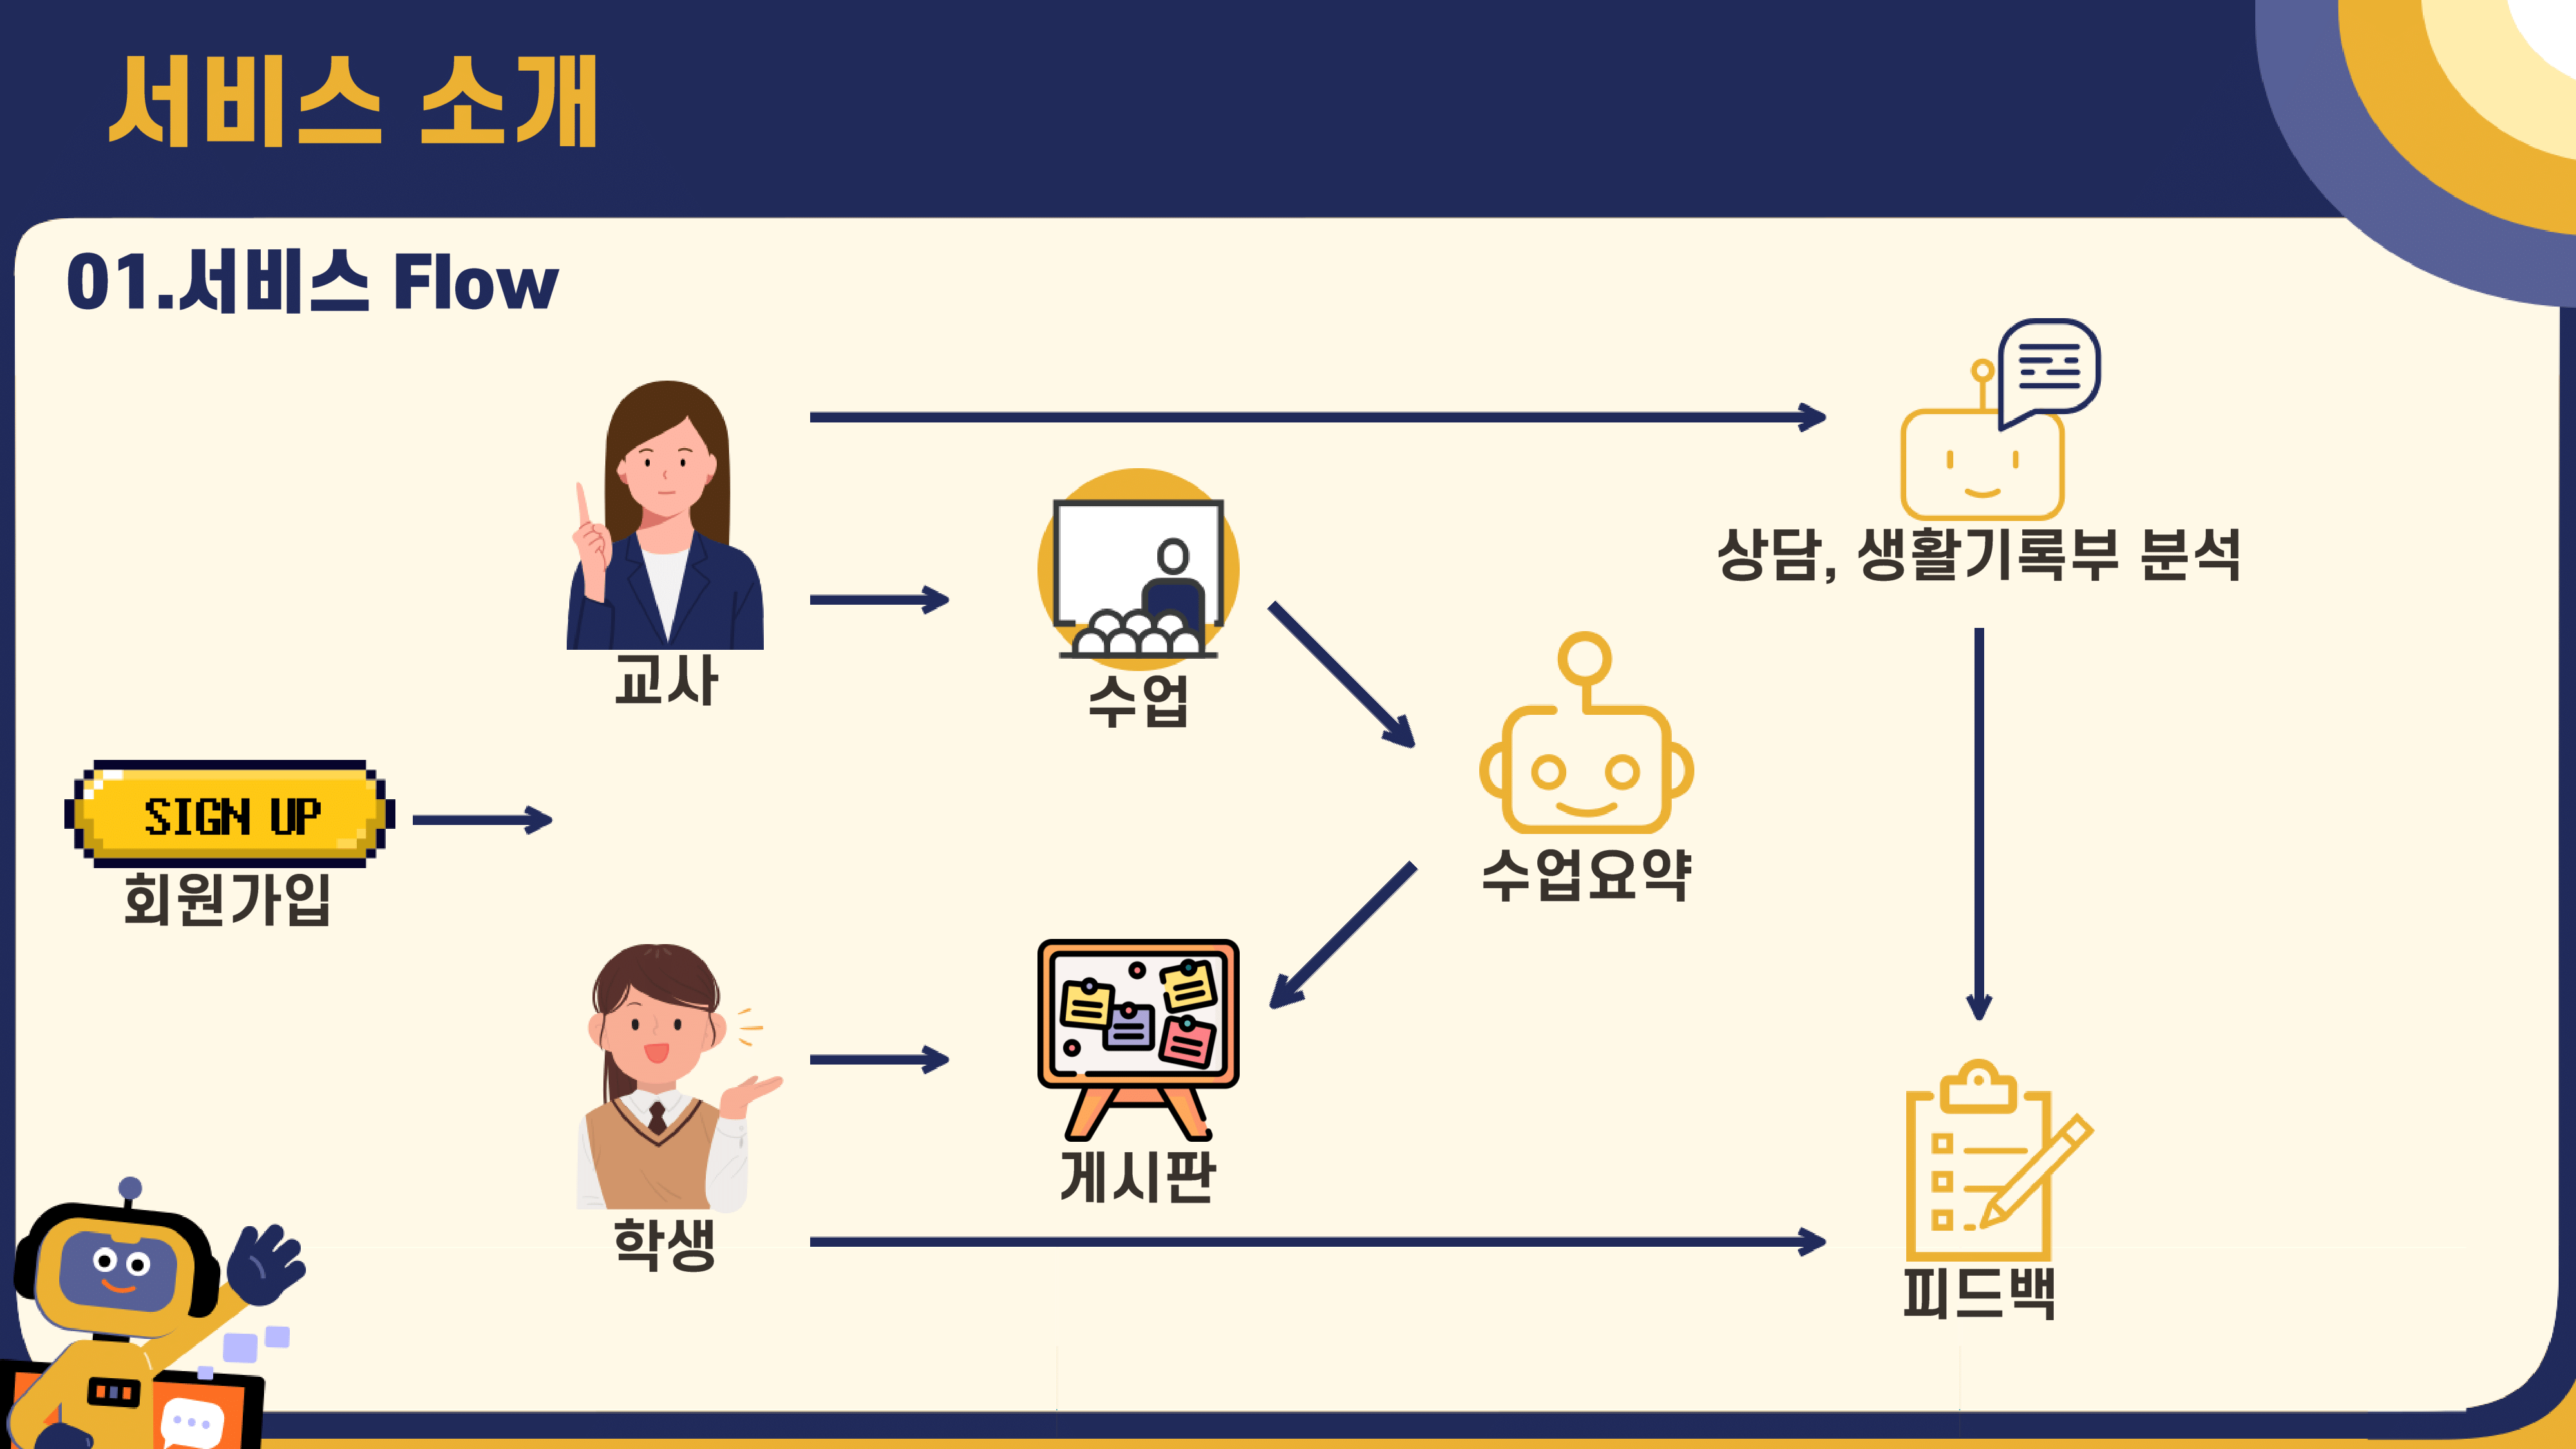 서비스 소개
01.서비스 Flow
상담, 생활기록부 분석
교사
수업
SIGN UP
회원가입
수업요약
게시판
학생
피드백